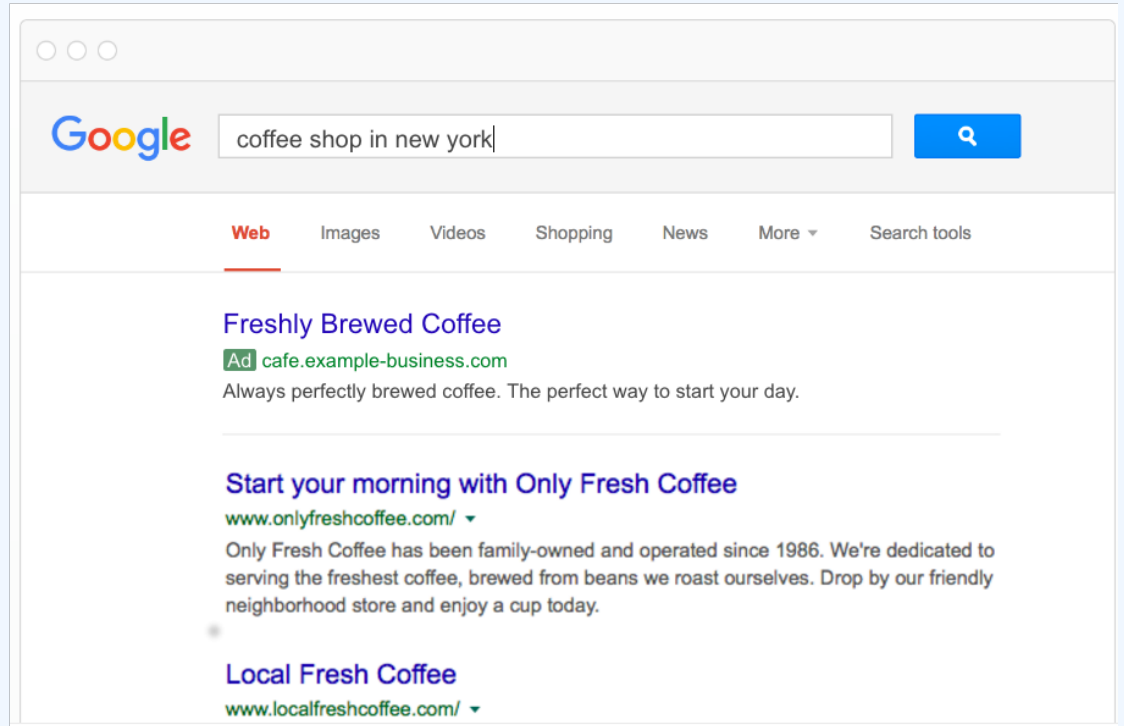 Google
coffee shop in new york
Web Images Videos Shopping News More Search tools
Freshly Brewed Coffee
Ad cafe.example-business.com
Always perfectly brewed coffee. The perfect way to start your day.
Start your morning with Only Fresh Coffee
www.onlyfreshcoffee.com/
Only Fresh Coffee has been family-owned and operated since 1986. We're dedicated to
serving the freshest coffee, brewed from beans we roast ourselves. Drop by our friendly
neighborhood store and enjoy a cup today.
Local Fresh Coffee
www.localfreshcoffee.com/